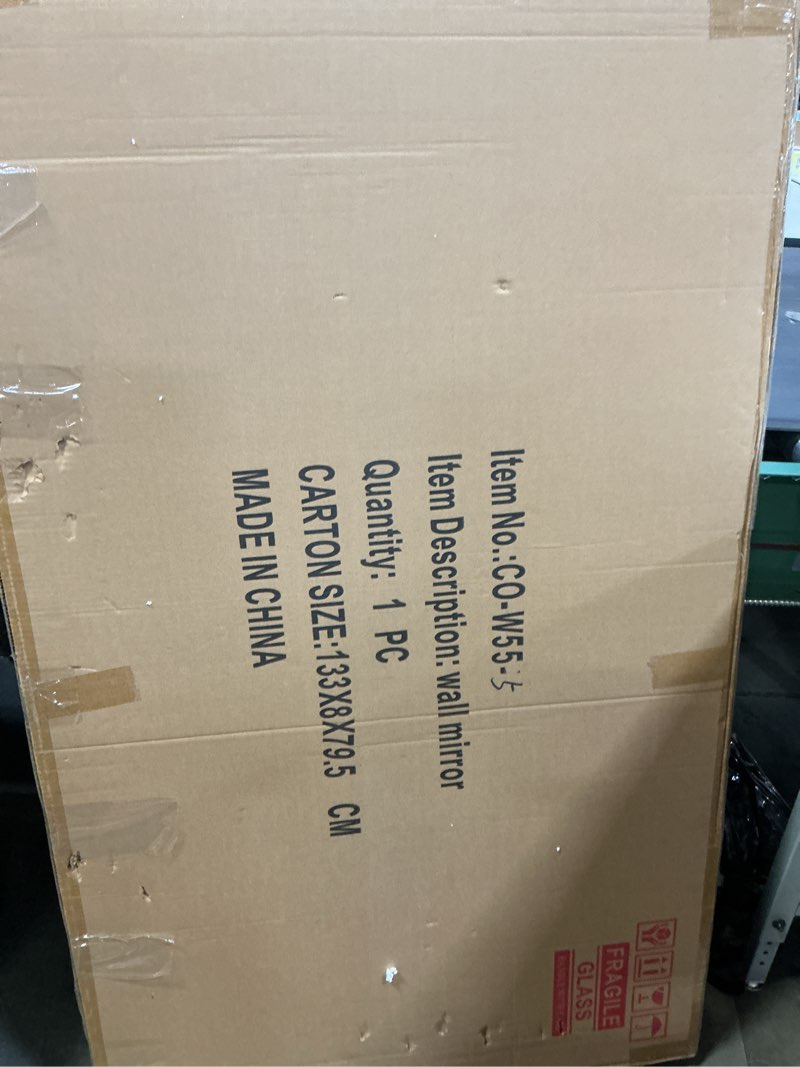 Item No.:CO-W55-
Item Description: wall mirror
Quantity: 1 PC
CARTON SIZE:133X8X79.5 CM
MADE IN CHINA
FRAGILE
GLASS